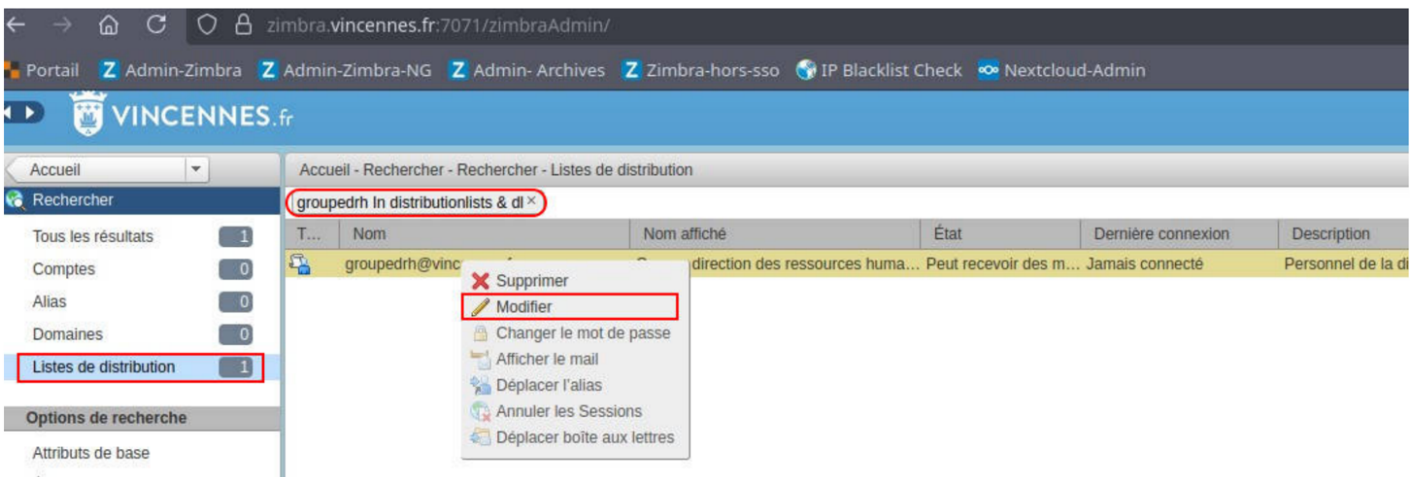 zimbra.vincennes.fr:7071/zimbraAdmin/
Portail Admin-Zimbra Admin-Zimbra-NG Admin- Archives Zimbra-hors-sso IP Blacklist Check Nextcloud-Admin
VINCENNES.fr
Accueil
Accueil - Rechercher - Rechercher - Listes de distribution
Rechercher
groupedrh In distributionlists & dl ×
Tous les résultats 1
T... Nom Nom affiché État Dernière connexion Description
Comptes 0
groupedrh@vinc direction des ressources huma... Peut recevoir des m... Jamais connecté Personnel de la di
Supprimer
Alias 0
Modifier
Domaines 0
Changer le mot de passe
Afficher le mail
Listes de distribution 1
Déplacer l'alias
Options de recherche
Annuler les Sessions
Déplacer boîte aux lettres
Attributs de base